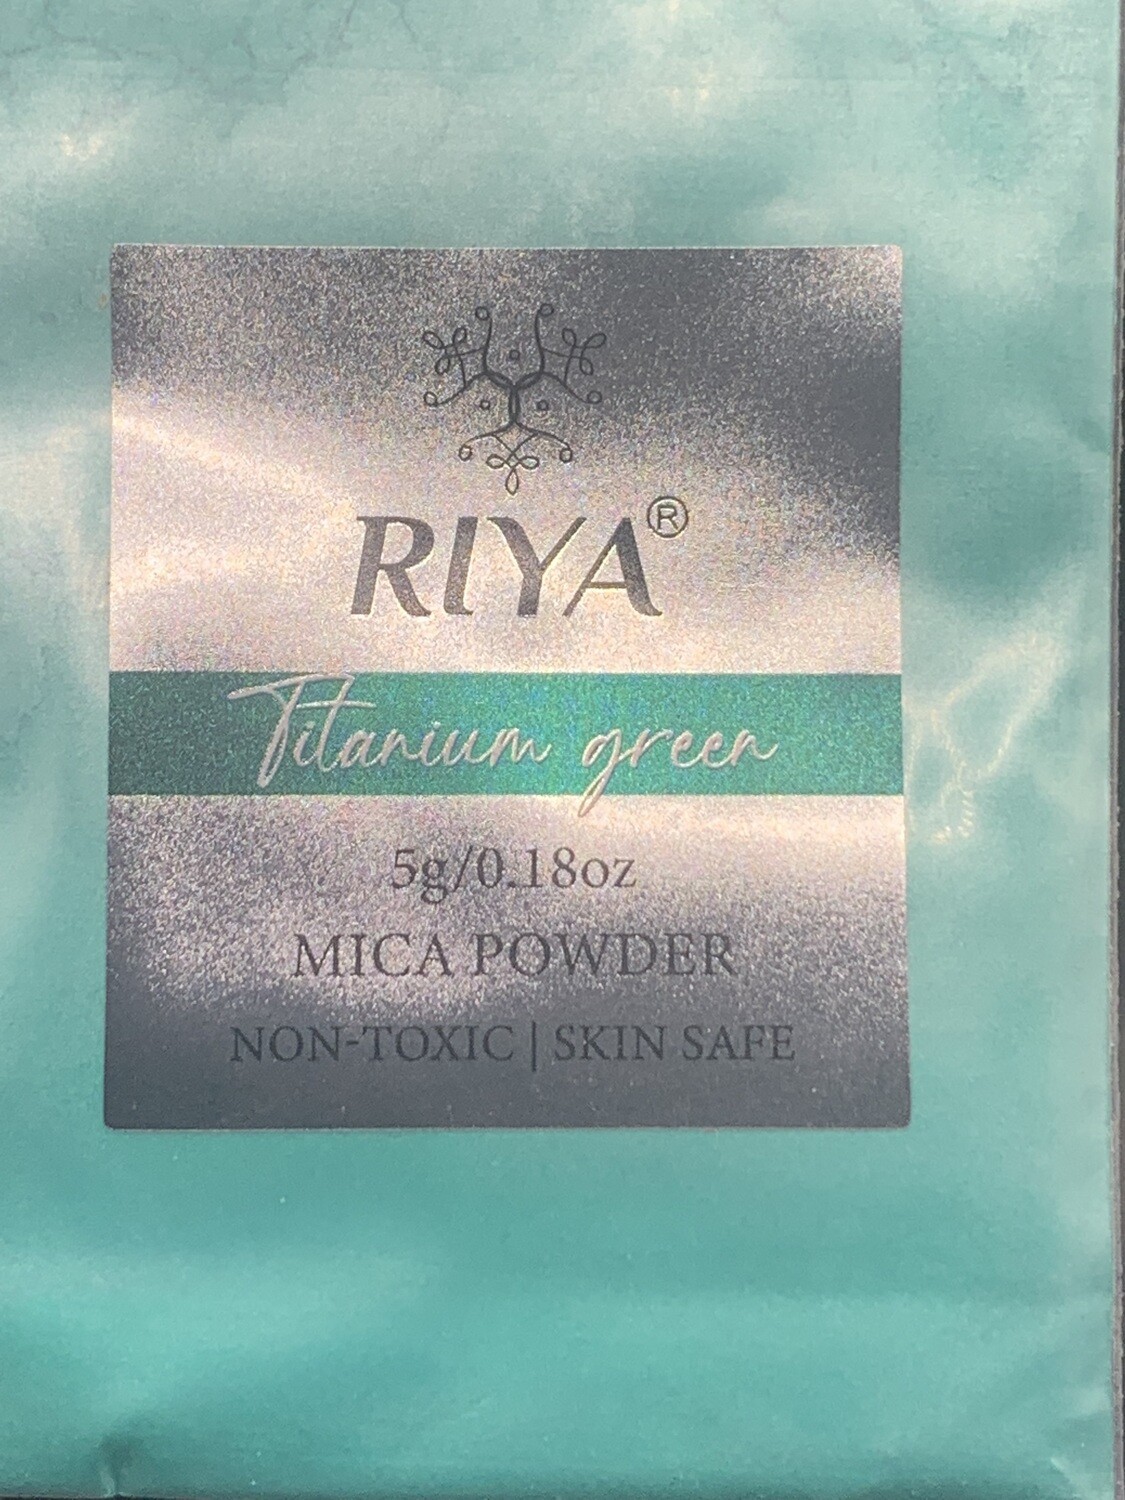 RIYA®
Titanium green
5g/0.18oz
MICA POWDER
NON-TOXIC | SKIN SAFE